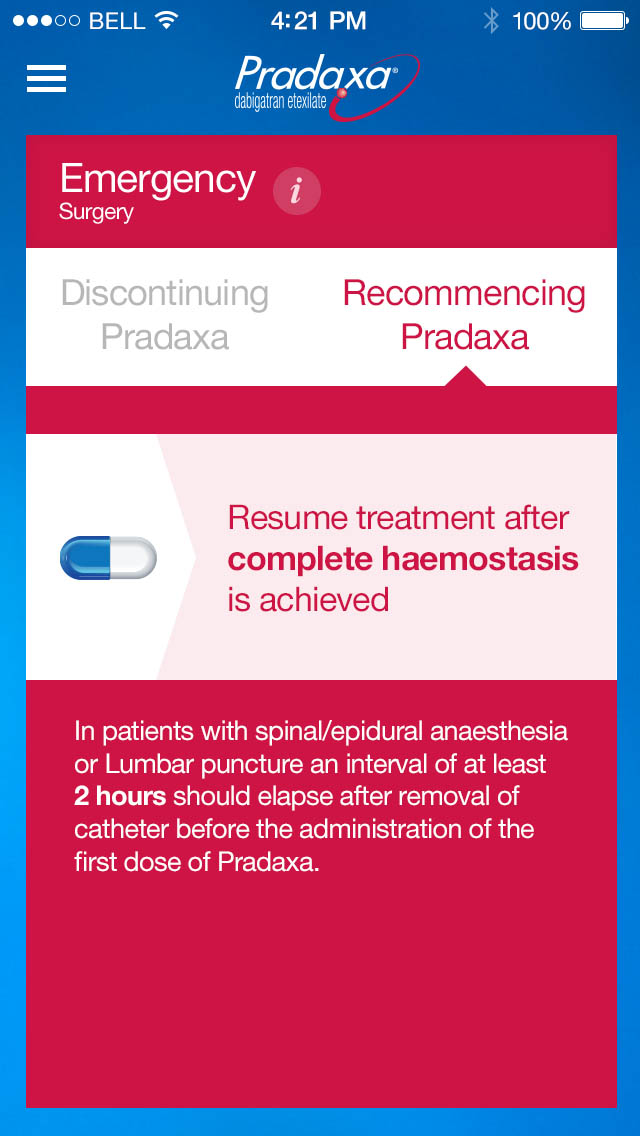 BELL 4:21 PM 100%
Pradaxa®
dabigatran etexilate
Emergency i
Surgery
Discontinuing
Pradaxa
Recommencing
Pradaxa
Resume treatment after
complete haemostasis
is achieved
In patients with spinal/epidural anaesthesia
or Lumbar puncture an interval of at least
2 hours should elapse after removal of
catheter before the administration of the
first dose of Pradaxa.